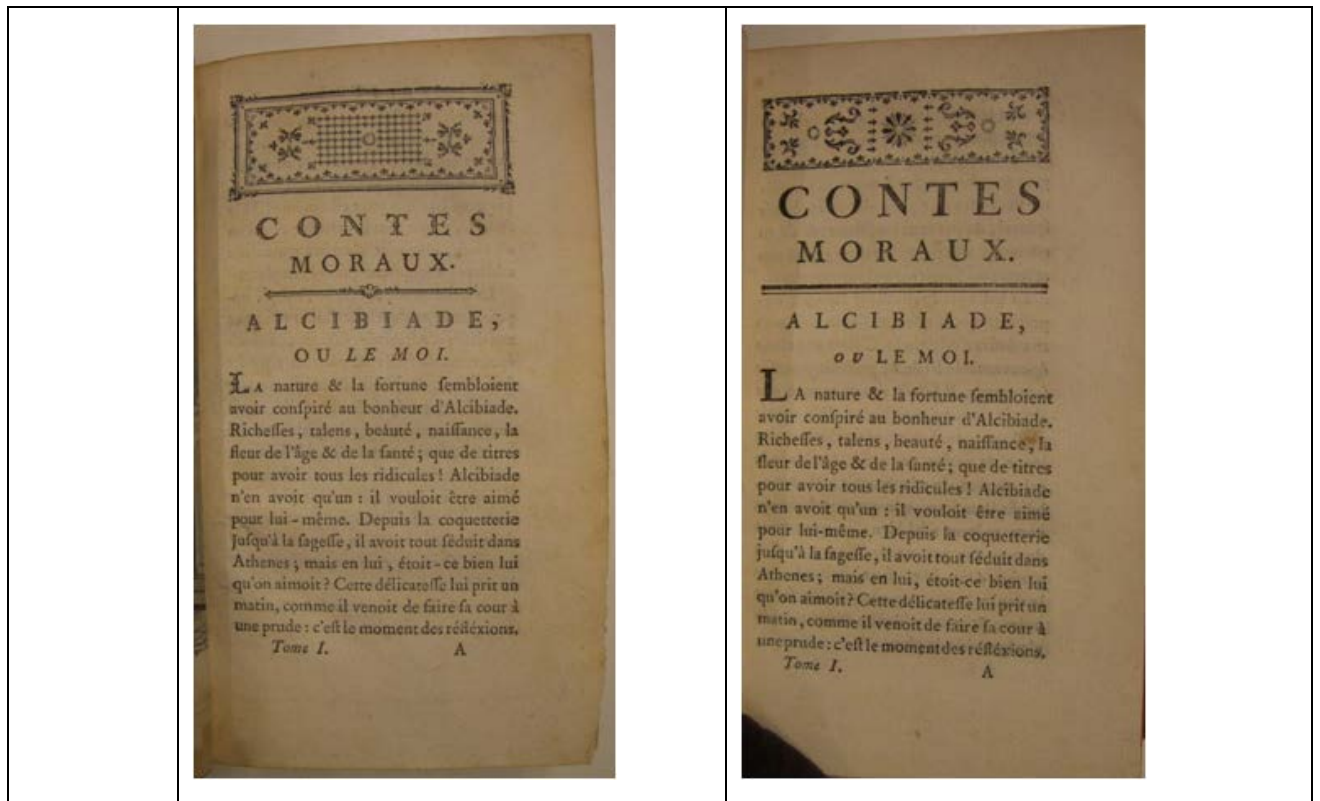 CONTES
MORAUX.
ALCIBIADE,
OU LE MOI.
LA nature & la fortune ſembloient
avoir conſpiré au bonheur d'Alcibiade.
Richeſſes, talens, beàuté, naiſſance, la
fleur de l'âge & de la ſanté; que de titres
pour avoir tous les ridicules! Alcibiade
n'en avoit qu'un : il vouloit être aimé
pour lui-même. Depuis la coquetterie
juſqu'à la ſageſſe, il avoit tout ſéduit dans
Athenes; mais en lui, étoit-ce bien lui
qu'on aimoit? Cette délicateſſe lui prit un
matin, comme il venoit de faire ſa cour à
une prude : c'eſt le moment des réfléxions.
Tome I. A
CONTES
MORAUX.
ALCIBIADE,
ou LE MOI.
LA nature & la fortune ſembloient
avoir conſpiré au bonheur d'Alcibiade.
Richeſſes, talens, beauté, naiſſance, la
fleur de l'âge & de la ſanté; que de titres
pour avoir tous les ridicules! Alcibiade
n'en avoit qu'un : il vouloit être aimé
pour lui-même. Depuis la coquetterie
juſqu'à la ſageſſe, il avoit tout ſéduit dans
Athenes; mais en lui, étoit-ce bien lui
qu'on aimoit? Cette délicateſſe lui prit un
matin, comme il venoit de faire ſa cour à
une prude : c'eſt le moment des réfléxions.
Tome I. A